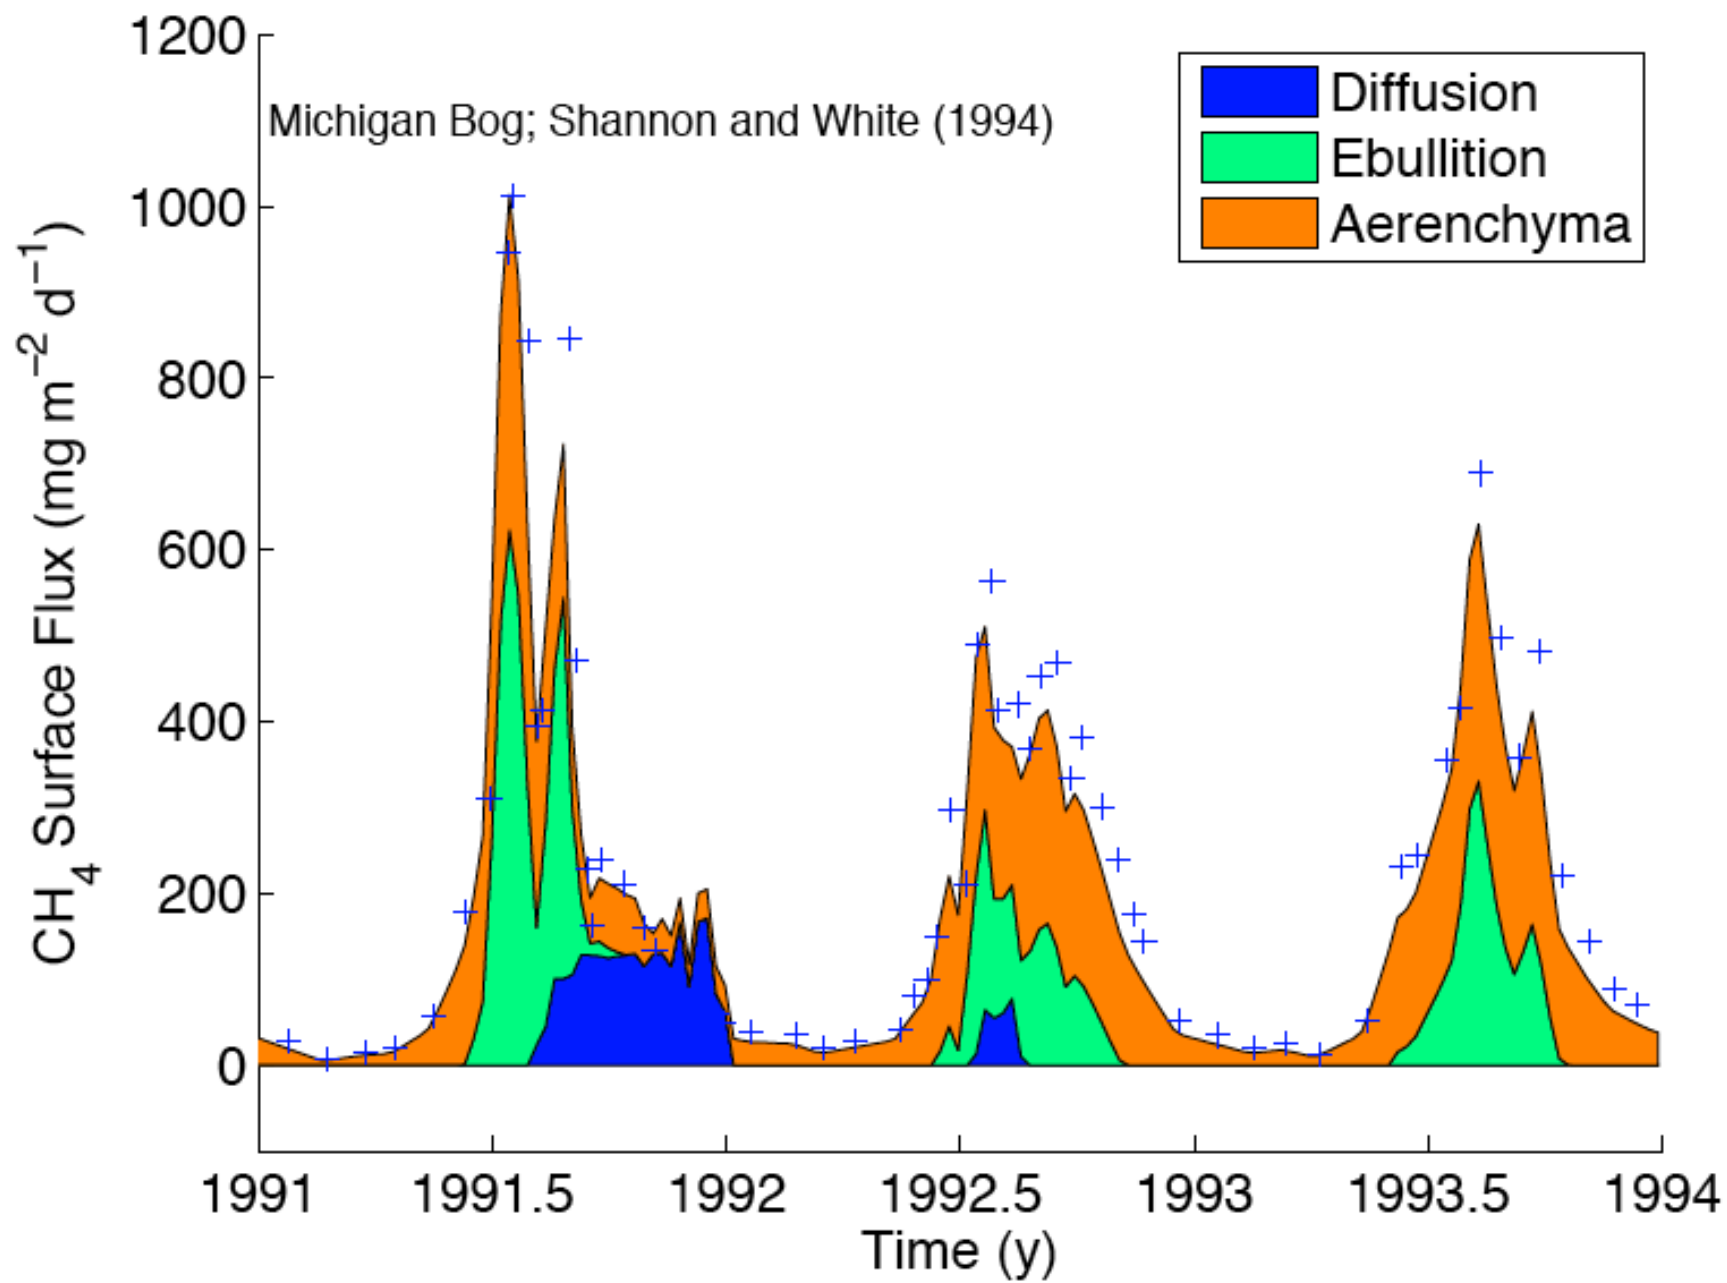 1200
1000
800
600
400
200
0
CH4 Surface Flux (mg m−2 d−1)
Michigan Bog; Shannon and White (1994)
Diffusion
Ebullition
Aerenchyma
1991 1991.5 1992 1992.5 1993 1993.5 1994
Time (y)